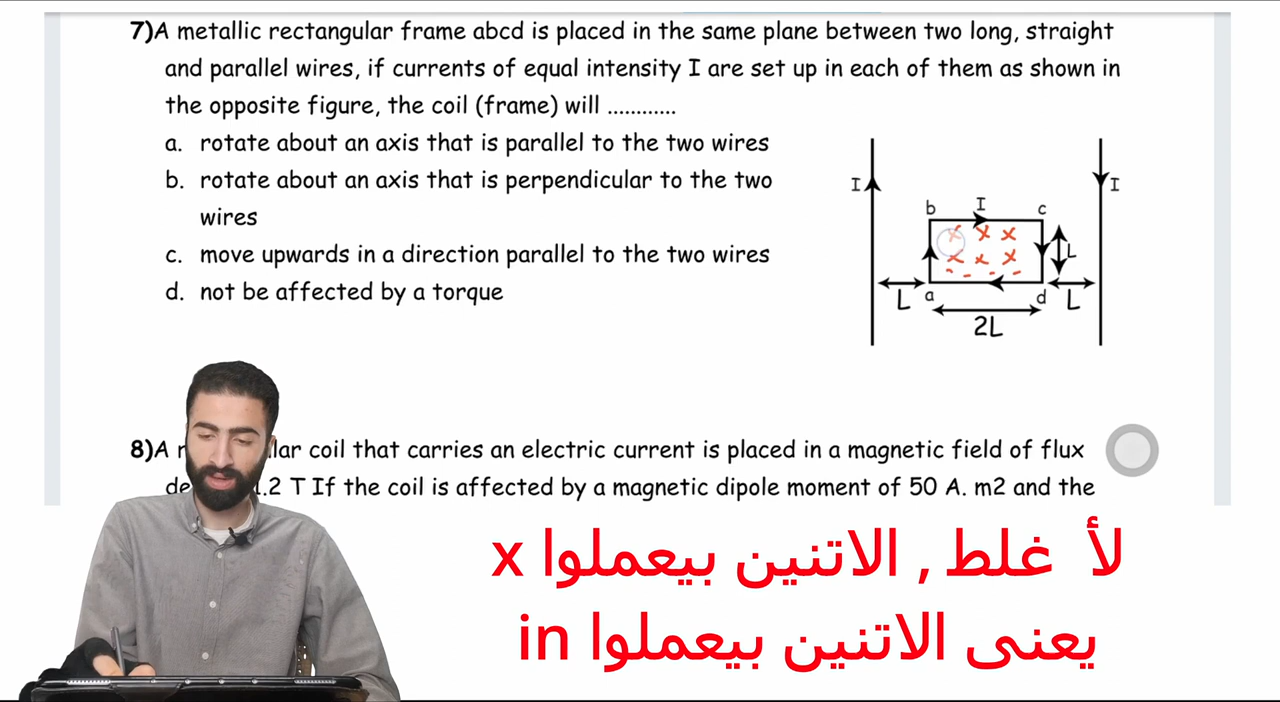 7)A metallic rectangular frame abcd is placed in the same plane between two long, straight
and parallel wires, if currents of equal intensity I are set up in each of them as shown in
the opposite figure, the coil (frame) will ............
a. rotate about an axis that is parallel to the two wires
b. rotate about an axis that is perpendicular to the two
wires
c. move upwards in a direction parallel to the two wires
d. not be affected by a torque
I
b
I
c
I
x x x
x x x
L
L
a
d
L
2L
8)A lar coil that carries an electric current is placed in a magnetic field of flux
.2 T If the coil is affected by a magnetic dipole moment of 50 A. m2 and the
لأ غلط , الاتنين بيعملوا x
يعنى الاتنين بيعملوا in